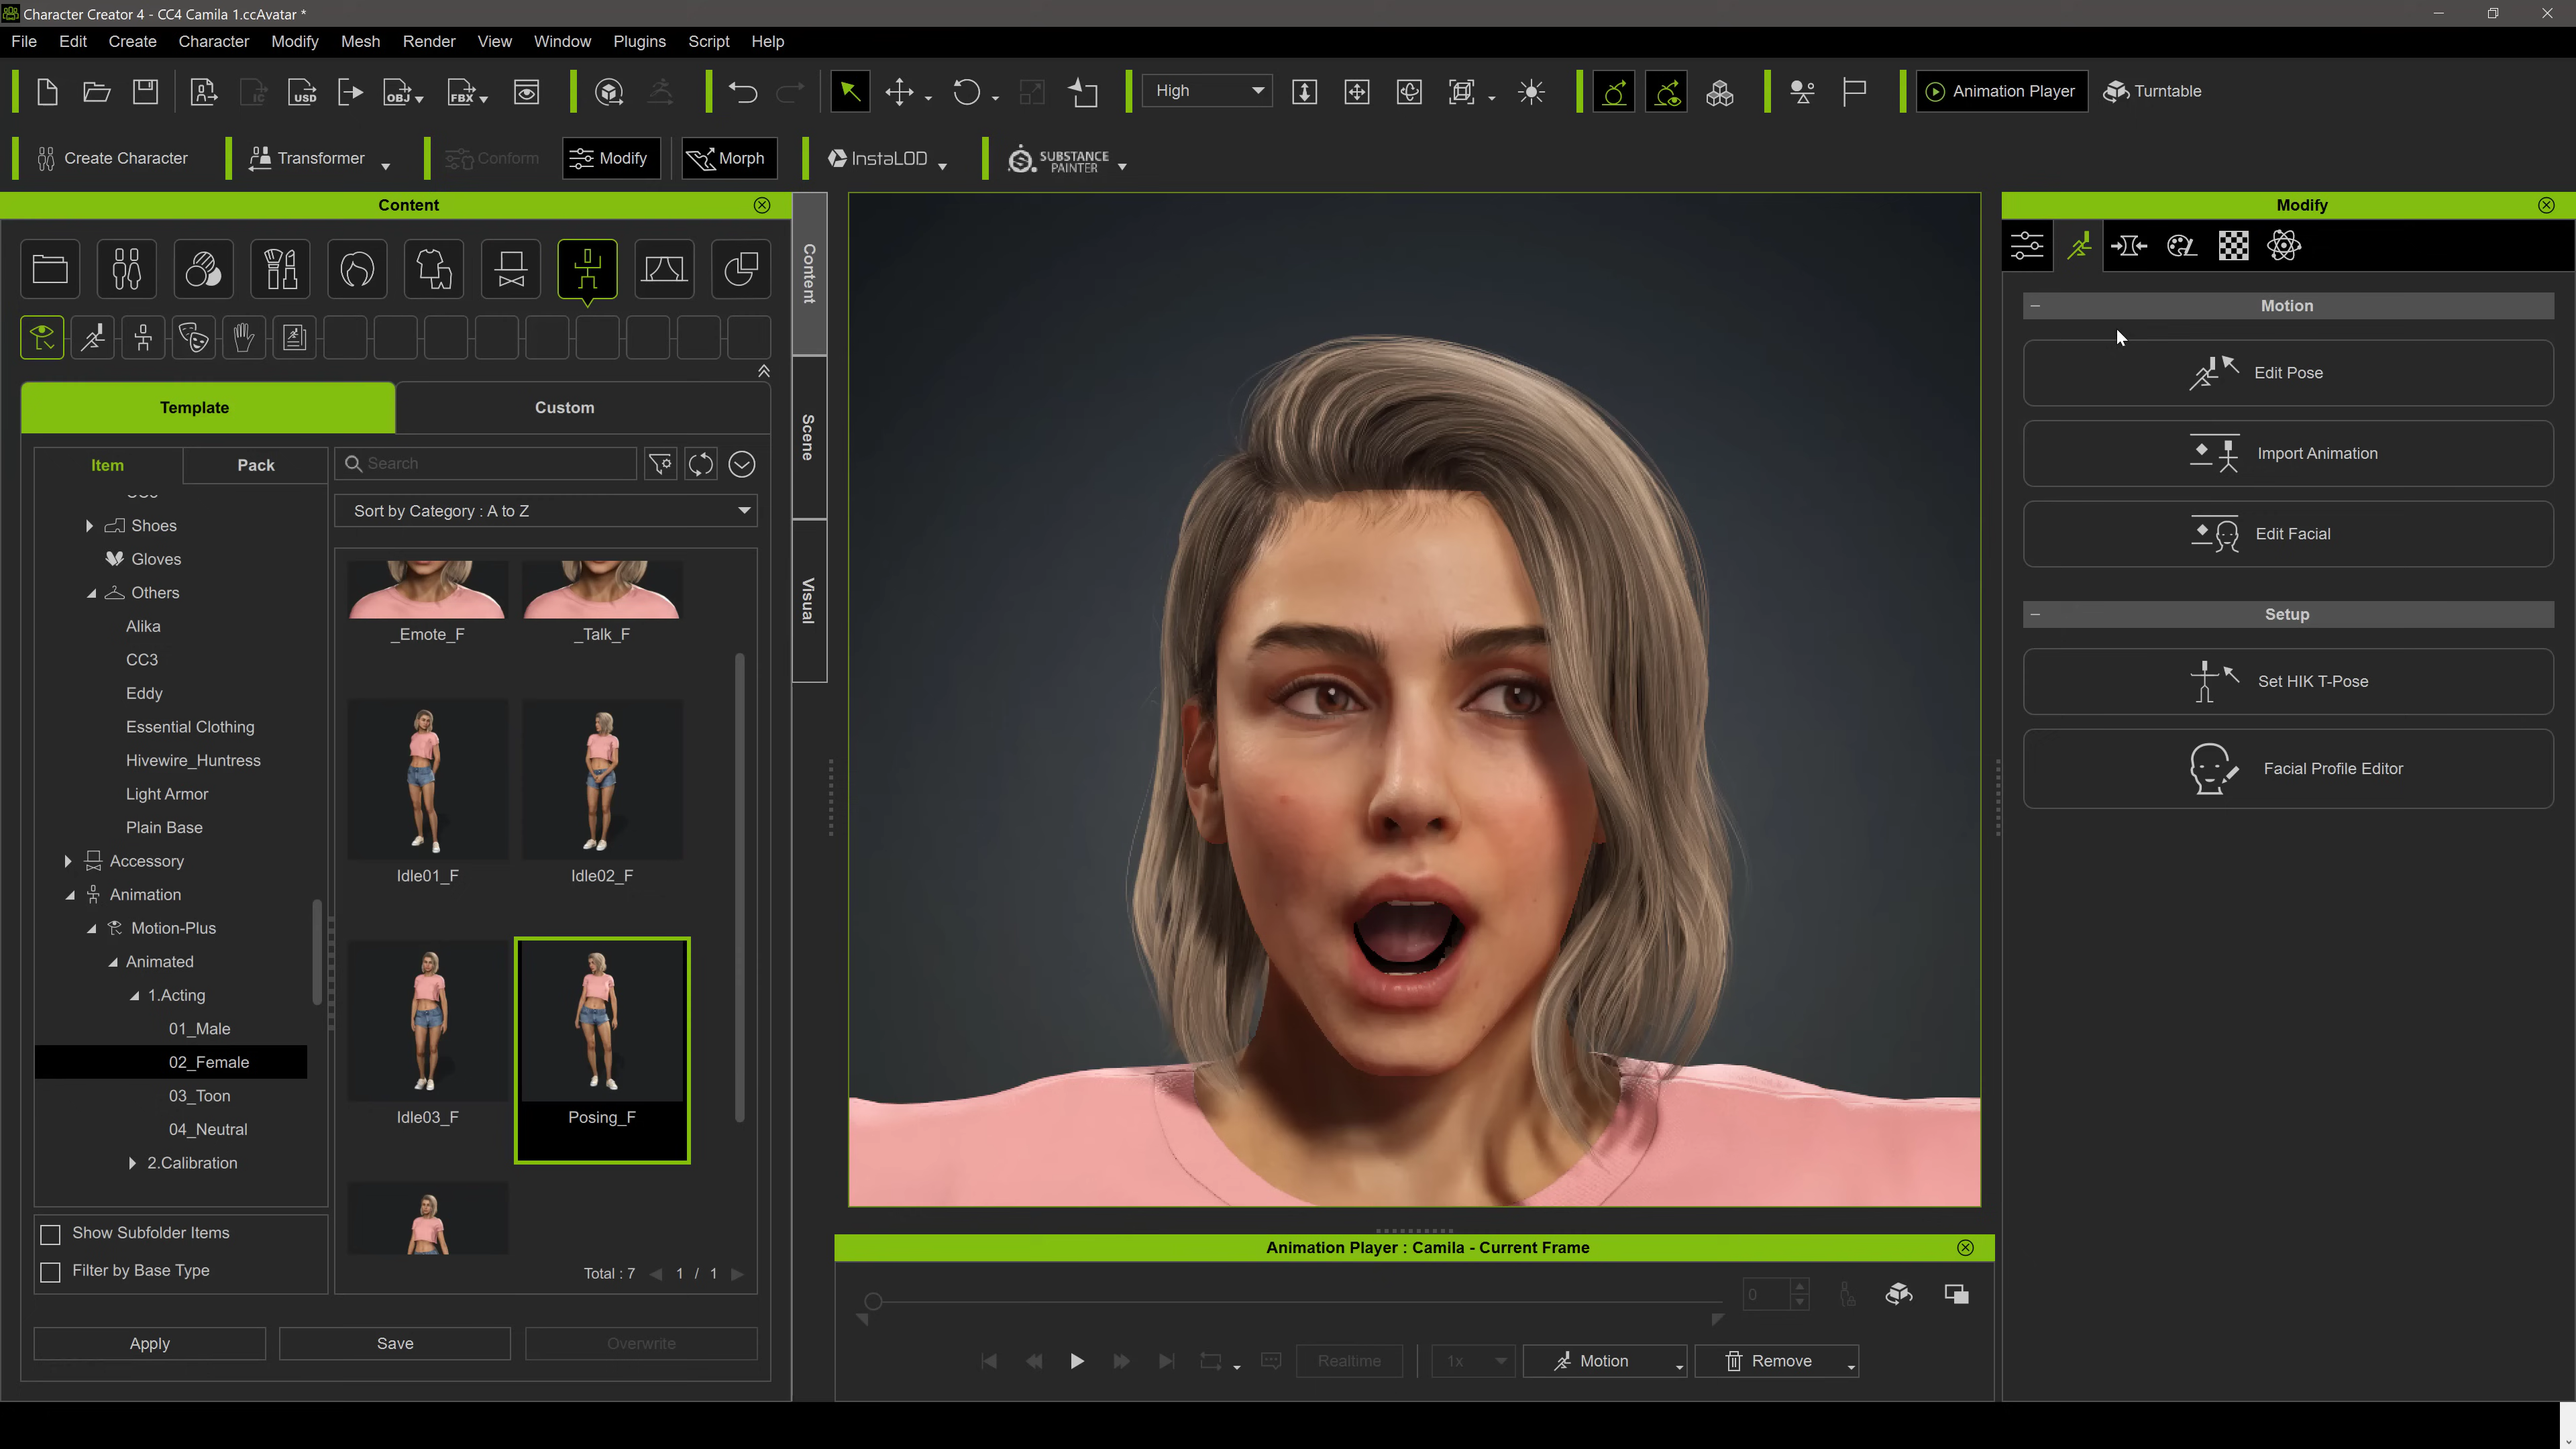 Character Creator 4 - CC4 Camila 1.ccAvatar *
File Edit Create Character Modify Mesh Render View Window Plugins Script Help
IC USD OBJ FBX High Animation Player Turntable
Create Character Transformer Conform Modify Morph InstaLOD SUBSTANCE PAINTER
Content
Content
Scene
Visual
Template Custom
Item Pack
Search
Sort by Category : A to Z
Shoes
Gloves
Others
Alika
CC3
Eddy
Essential Clothing
Hivewire_Huntress
Light Armor
Plain Base
Accessory
Animation
Motion-Plus
Animated
1.Acting
01_Male
02_Female
03_Toon
04_Neutral
2.Calibration
Show Subfolder Items
Filter by Base Type
_Emote_F _Talk_F
Idle01_F Idle02_F
Idle03_F Posing_F
Total : 7 1 / 1
Apply Save Overwrite
Animation Player : Camila - Current Frame
0
Realtime 1x Motion Remove
Modify
Motion
Edit Pose
Import Animation
Edit Facial
Setup
Set HIK T-Pose
Facial Profile Editor